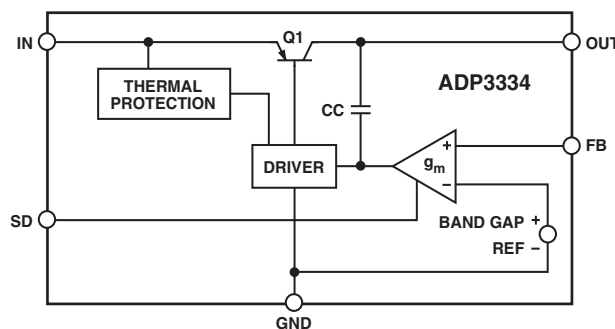 Q1
IN
OUT
THERMAL
PROTECTION
ADP3334
CC
+
FB
DRIVER
gm
−
SD
BAND GAP
+
REF
−
GND